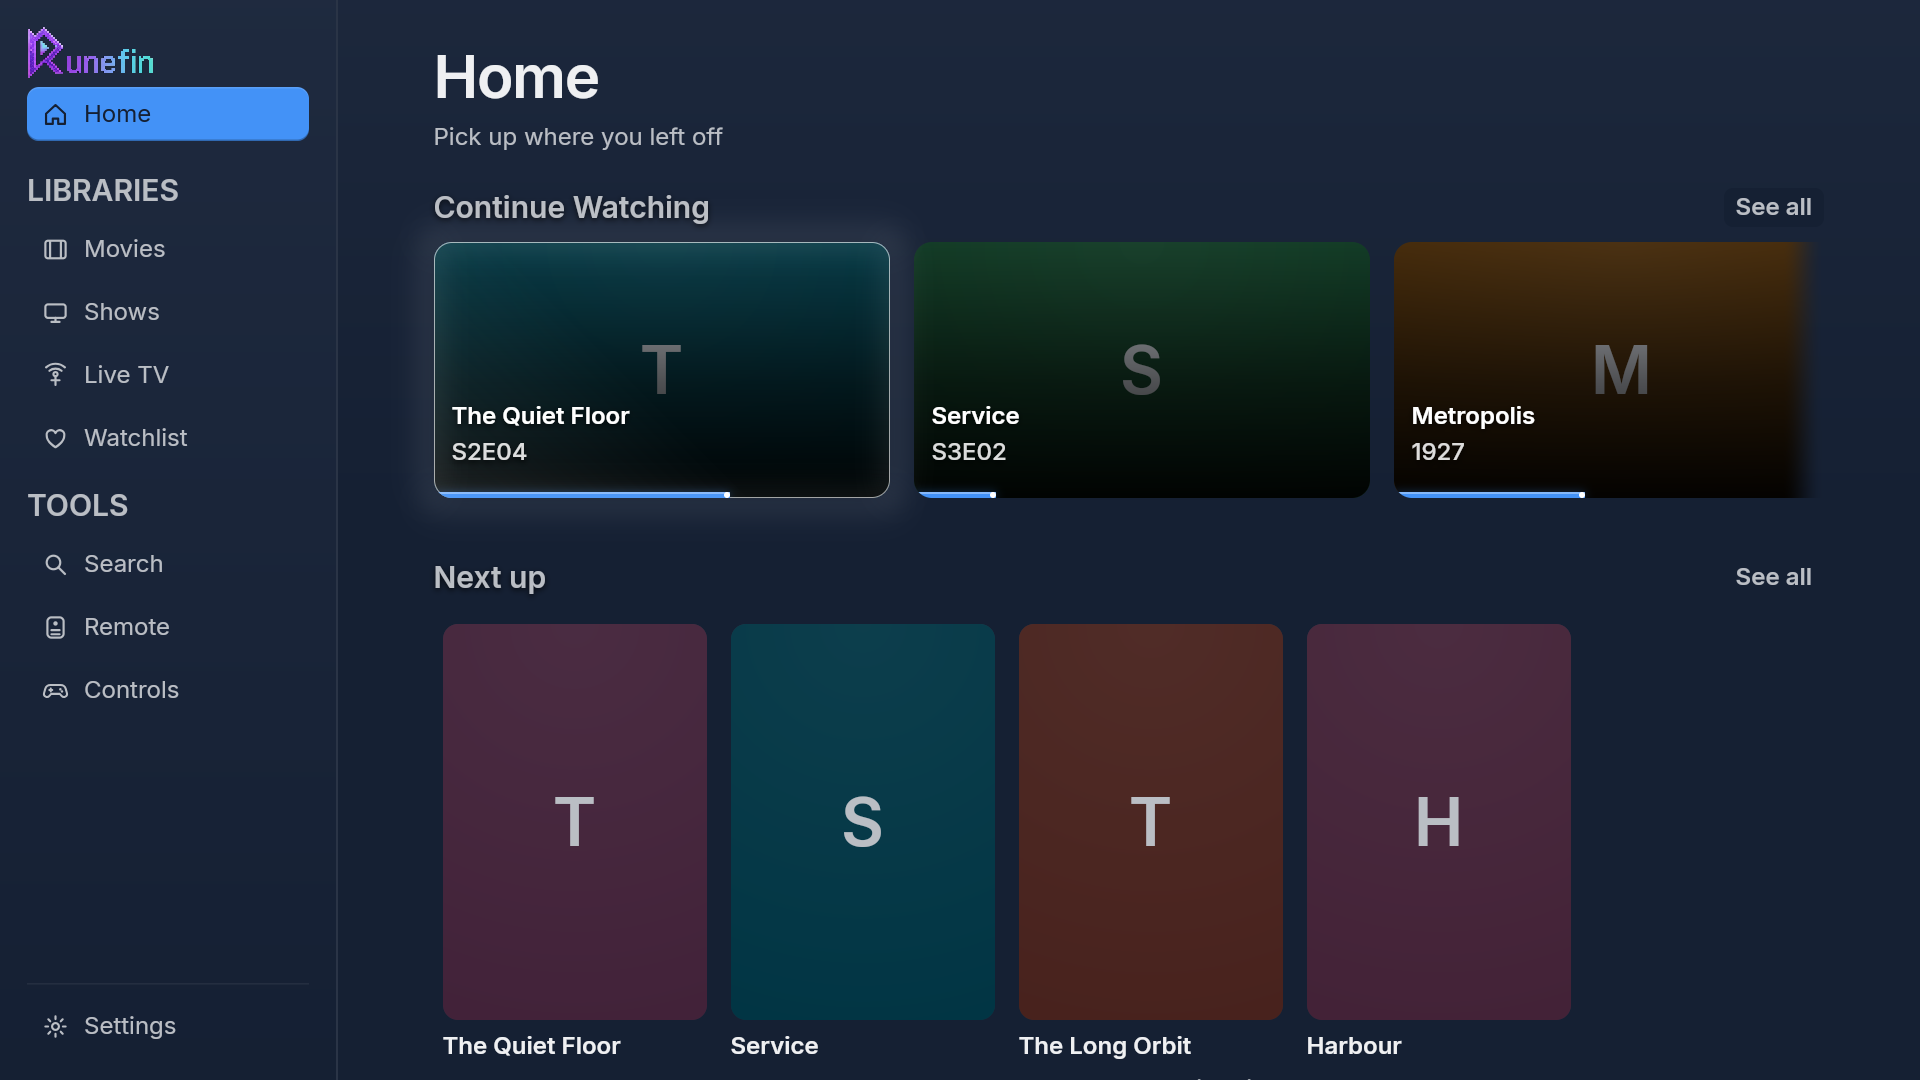 Runefin
Home
LIBRARIES
Movies
Shows
Live TV
Watchlist
TOOLS
Search
Remote
Controls
Settings
Home
Pick up where you left off
Continue Watching
See all
T
The Quiet Floor
S2E04
S
Service
S3E02
M
Metropolis
1927
Next up
See all
T
The Quiet Floor
S
Service
T
The Long Orbit
H
Harbour